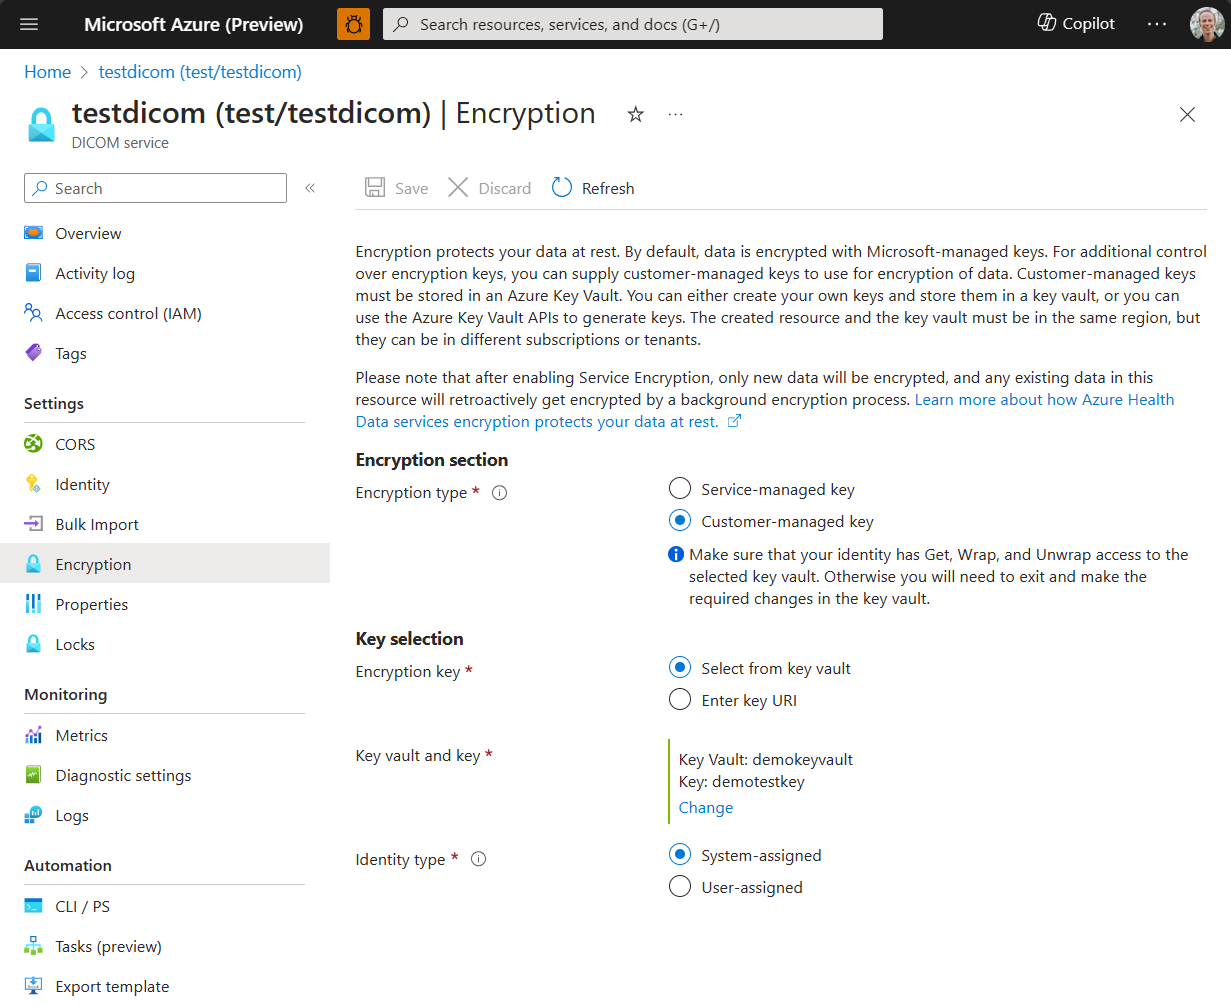 Microsoft Azure (Preview)
Search resources, services, and docs (G+/)
Copilot
Home > testdicom (test/testdicom)
testdicom (test/testdicom) | Encryption
DICOM service
Search
Overview
Activity log
Access control (IAM)
Tags
Settings
CORS
Identity
Bulk Import
Encryption
Properties
Locks
Monitoring
Metrics
Diagnostic settings
Logs
Automation
CLI / PS
Tasks (preview)
Export template
Save
Discard
Refresh
Encryption protects your data at rest. By default, data is encrypted with Microsoft-managed keys. For additional control
over encryption keys, you can supply customer-managed keys to use for encryption of data. Customer-managed keys
must be stored in an Azure Key Vault. You can either create your own keys and store them in a key vault, or you can
use the Azure Key Vault APIs to generate keys. The created resource and the key vault must be in the same region, but
they can be in different subscriptions or tenants.
Please note that after enabling Service Encryption, only new data will be encrypted, and any existing data in this
resource will retroactively get encrypted by a background encryption process. Learn more about how Azure Health
Data services encryption protects your data at rest.
Encryption section
Encryption type *
Service-managed key
Customer-managed key
Make sure that your identity has Get, Wrap, and Unwrap access to the
selected key vault. Otherwise you will need to exit and make the
required changes in the key vault.
Key selection
Encryption key *
Select from key vault
Enter key URI
Key vault and key *
Key Vault: demokeyvault
Key: demotestkey
Change
Identity type *
System-assigned
User-assigned